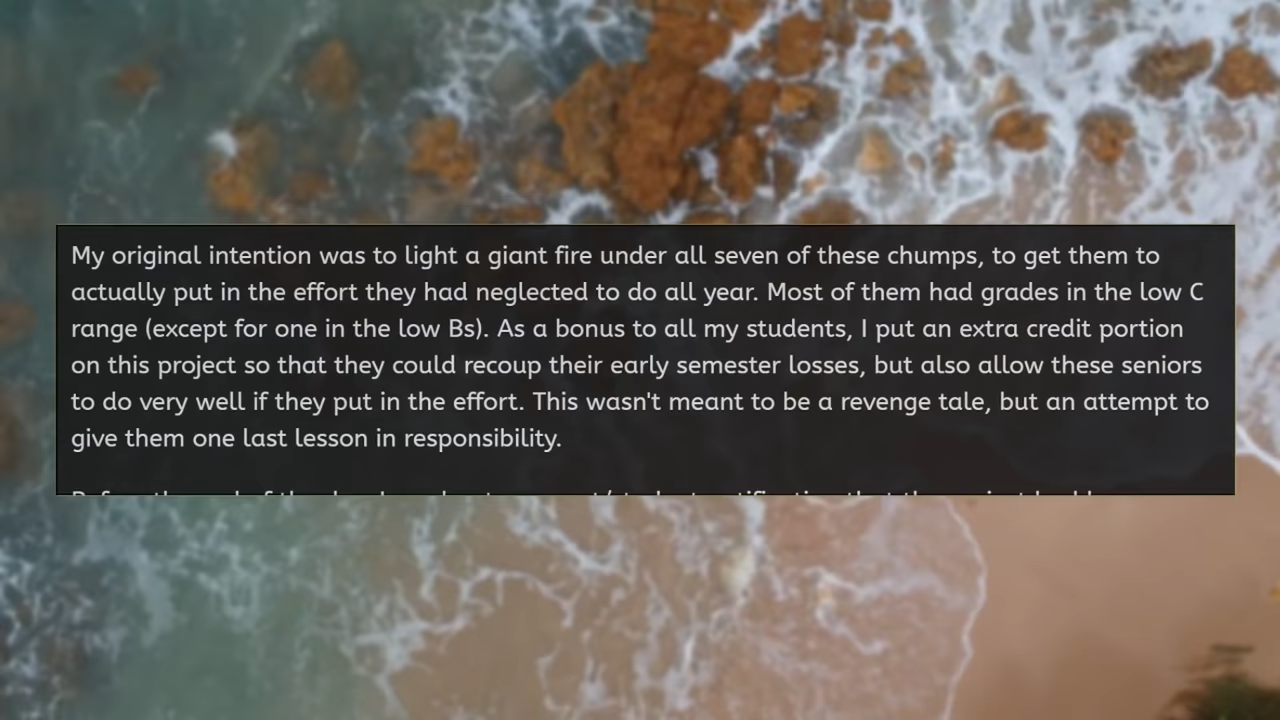 My original intention was to light a giant fire under all seven of these chumps, to get them to
actually put in the effort they had neglected to do all year. Most of them had grades in the low C
range (except for one in the low Bs). As a bonus to all my students, I put an extra credit portion
on this project so that they could recoup their early semester losses, but also allow these seniors
to do very well if they put in the effort. This wasn't meant to be a revenge tale, but an attempt to
give them one last lesson in responsibility.